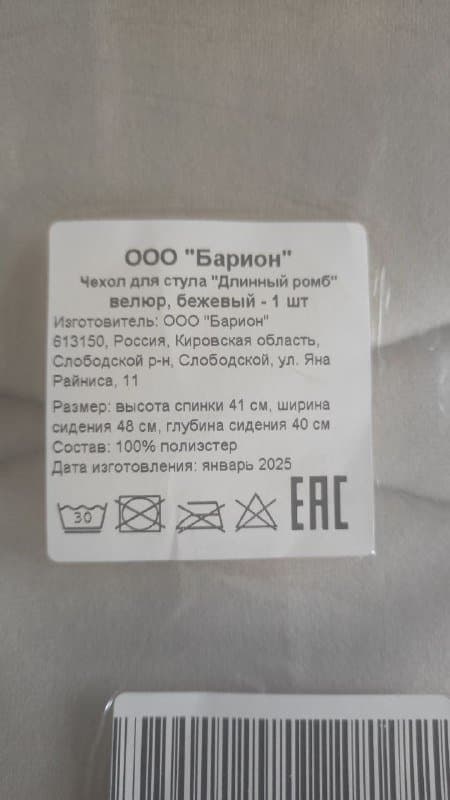 ООО "Барион"
Чехол для стула "Длинный ромб"
велюр, бежевый - 1 шт
Изготовитель: ООО "Барион"
613150, Россия, Кировская область,
Слободской р-н, Слободской, ул. Яна
Райниса, 11
Размер: высота спинки 41 см, ширина
сидения 48 см, глубина сидения 40 см
Состав: 100% полиэстер
Дата изготовления: январь 2025
30 EAC